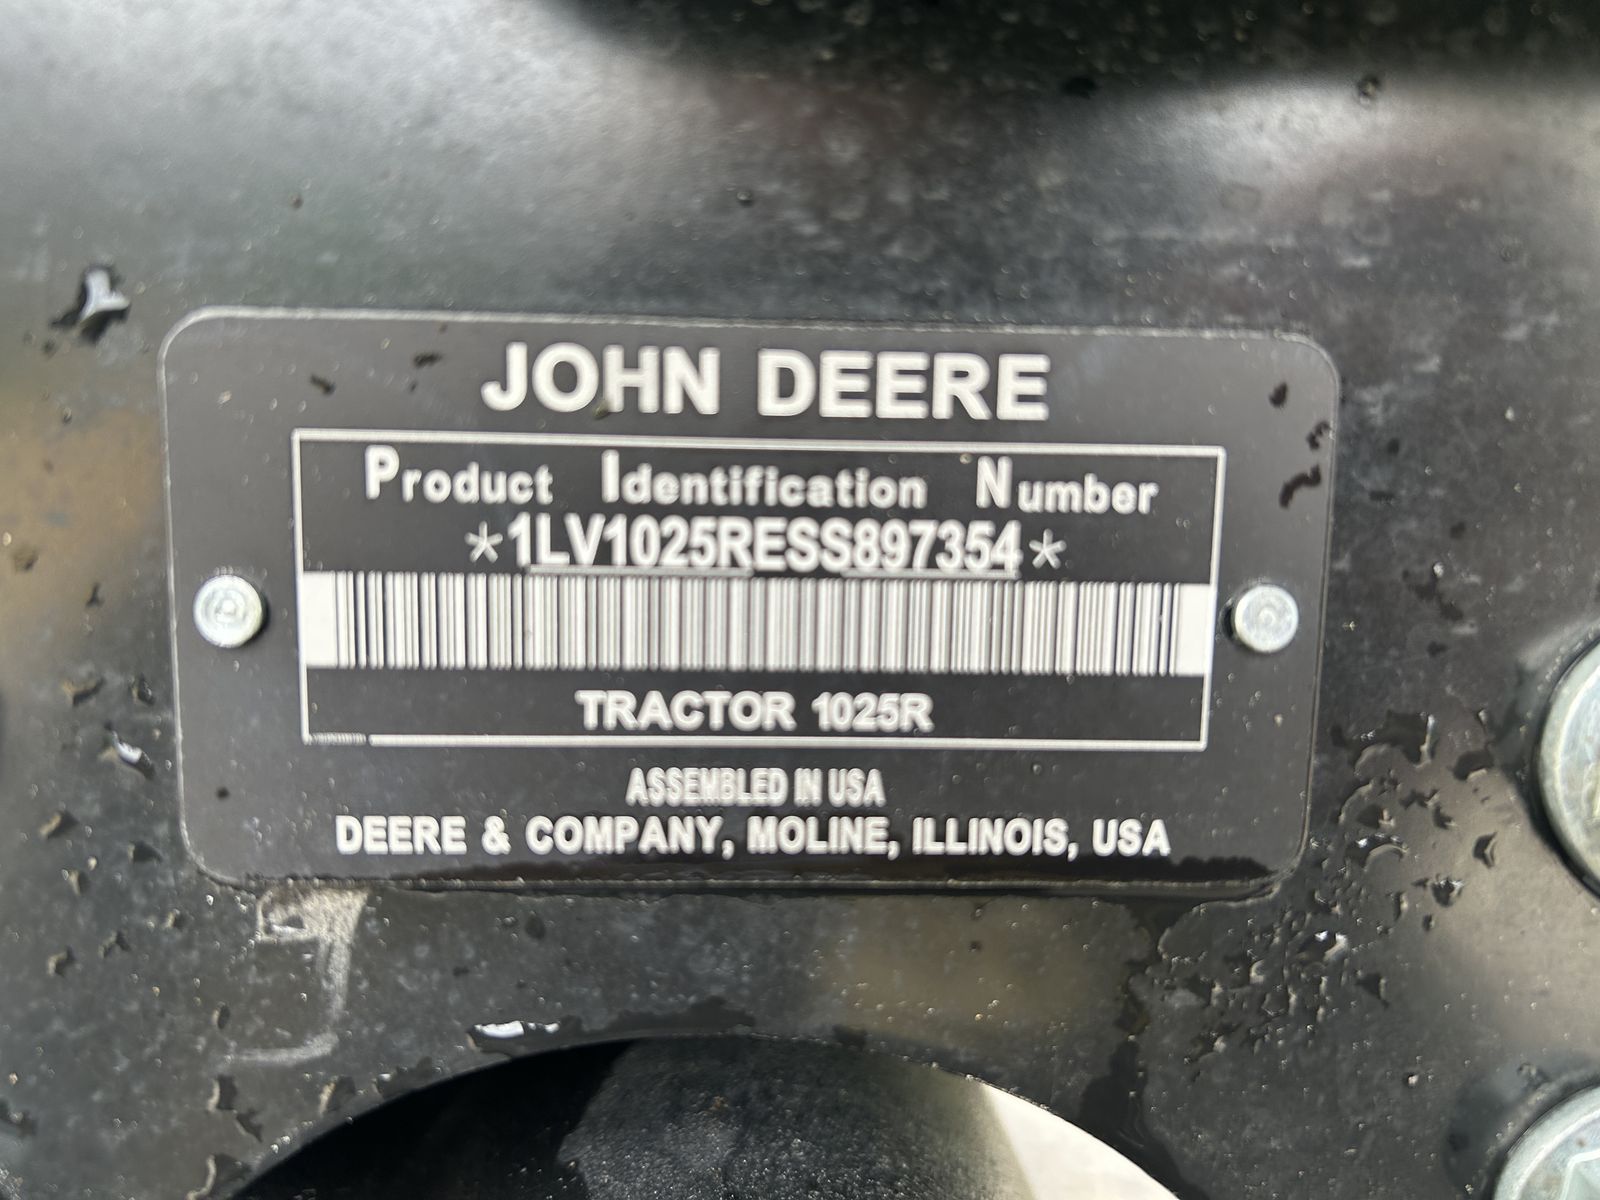 JOHN DEERE
Product Identification Number
*1LV1025RESS897354*
TRACTOR 1025R
ASSEMBLED IN USA
DEERE & COMPANY, MOLINE, ILLINOIS, USA